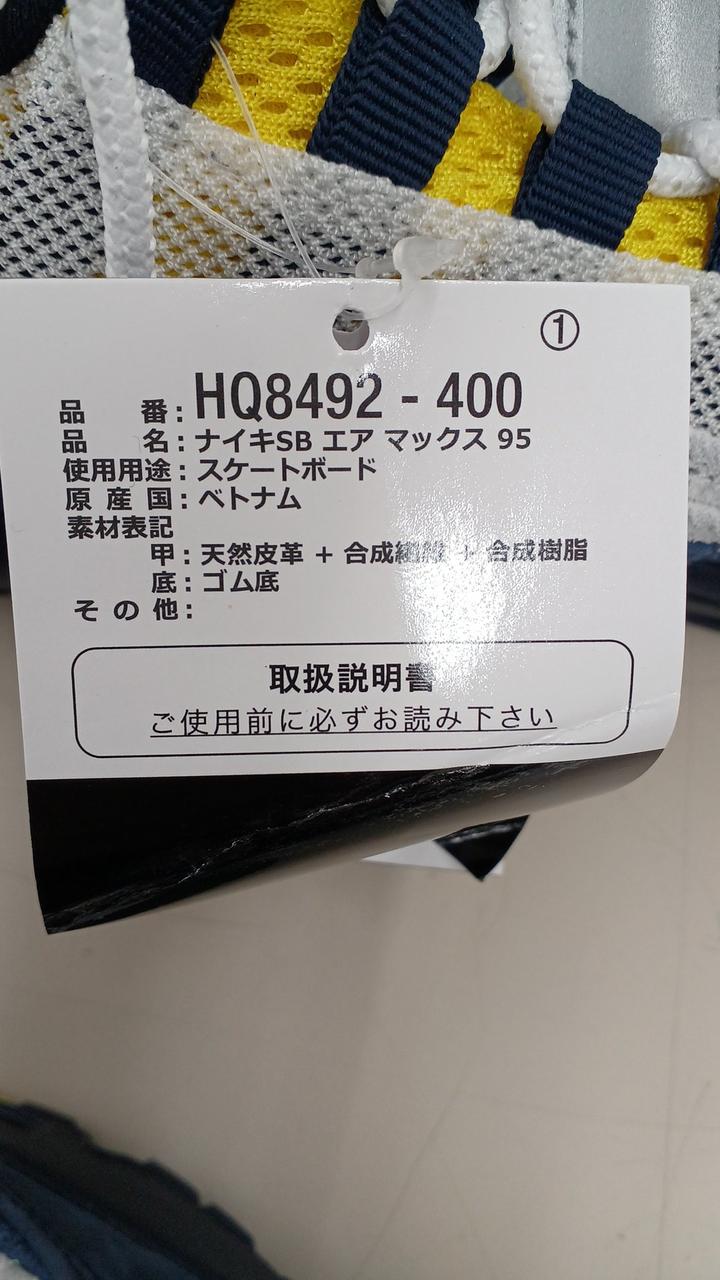 ①
品 番: HQ8492 - 400
品 名: ナイキSB エア マックス 95
使用用途: スケートボード
原 産 国: ベトナム
素材表記
甲: 天然皮革 + 合成繊維 + 合成樹脂
底: ゴム底
そ の 他:
取扱説明書
ご使用前に必ずお読み下さい